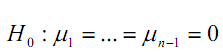 H₀ : μ₁ = ... = μₙ₋₁ = 0